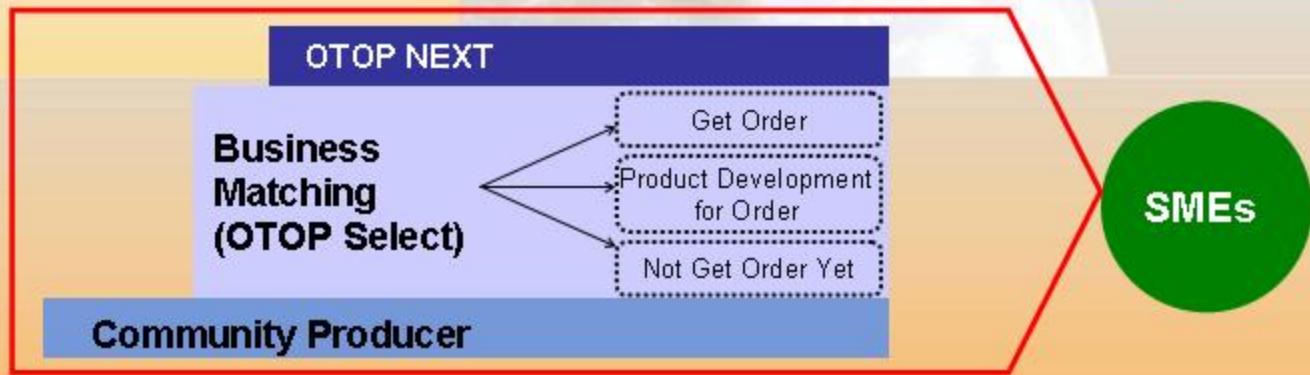 OTOP NEXT
Business
Matching
(OTOP Select)
Get Order
Product Development
for Order
Not Get Order Yet
Community Producer
SMEs